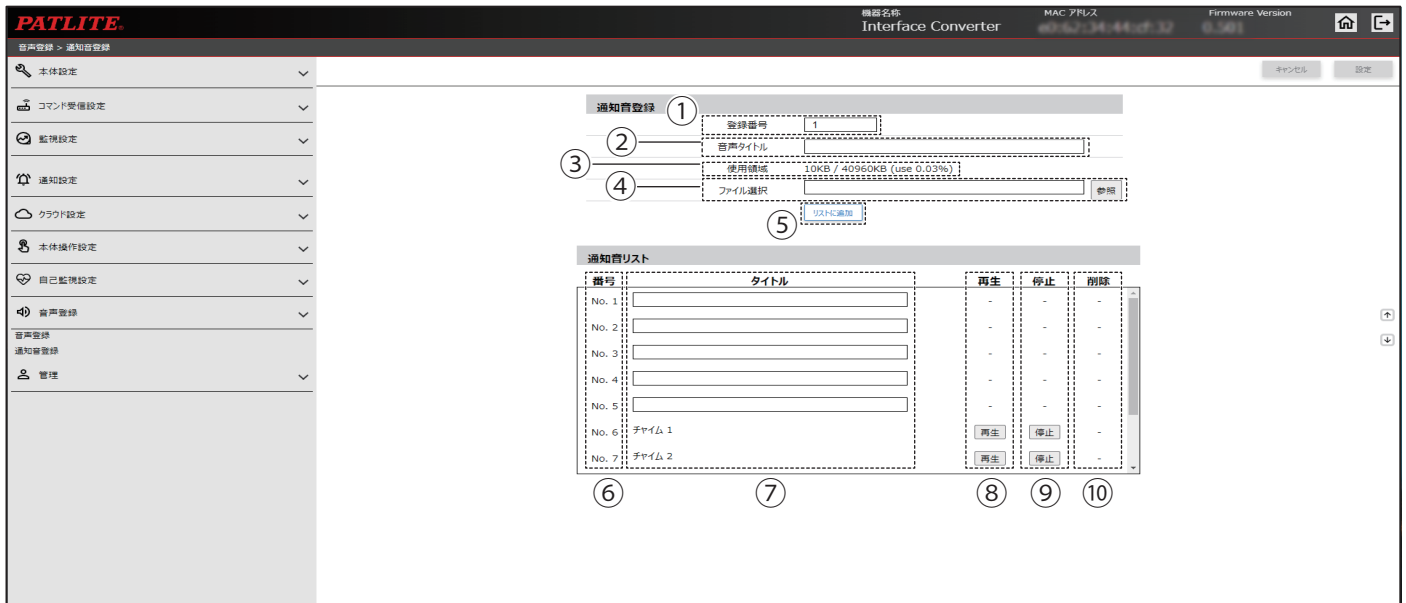 PATLITE®
機器名称
Interface Converter
MAC アドレス
Firmware Version
音声登録 > 通知音登録
本体設定
コマンド受信設定
監視設定
通知設定
クラウド設定
本体操作設定
自己監視設定
音声登録
音声登録
通知音登録
管理
キャンセル 設定
通知音登録
① 登録番号 1
② 音声タイトル
③ 使用領域 10KB / 40960KB (use 0.03%)
④ ファイル選択 参照
⑤ リストに追加
通知音リスト
番号 タイトル 再生 停止 削除
No. 1 - - -
No. 2 - - -
No. 3 - - -
No. 4 - - -
No. 5 - - -
No. 6 チャイム 1 再生 停止 -
No. 7 チャイム 2 再生 停止 -
⑥ ⑦ ⑧ ⑨ ⑩